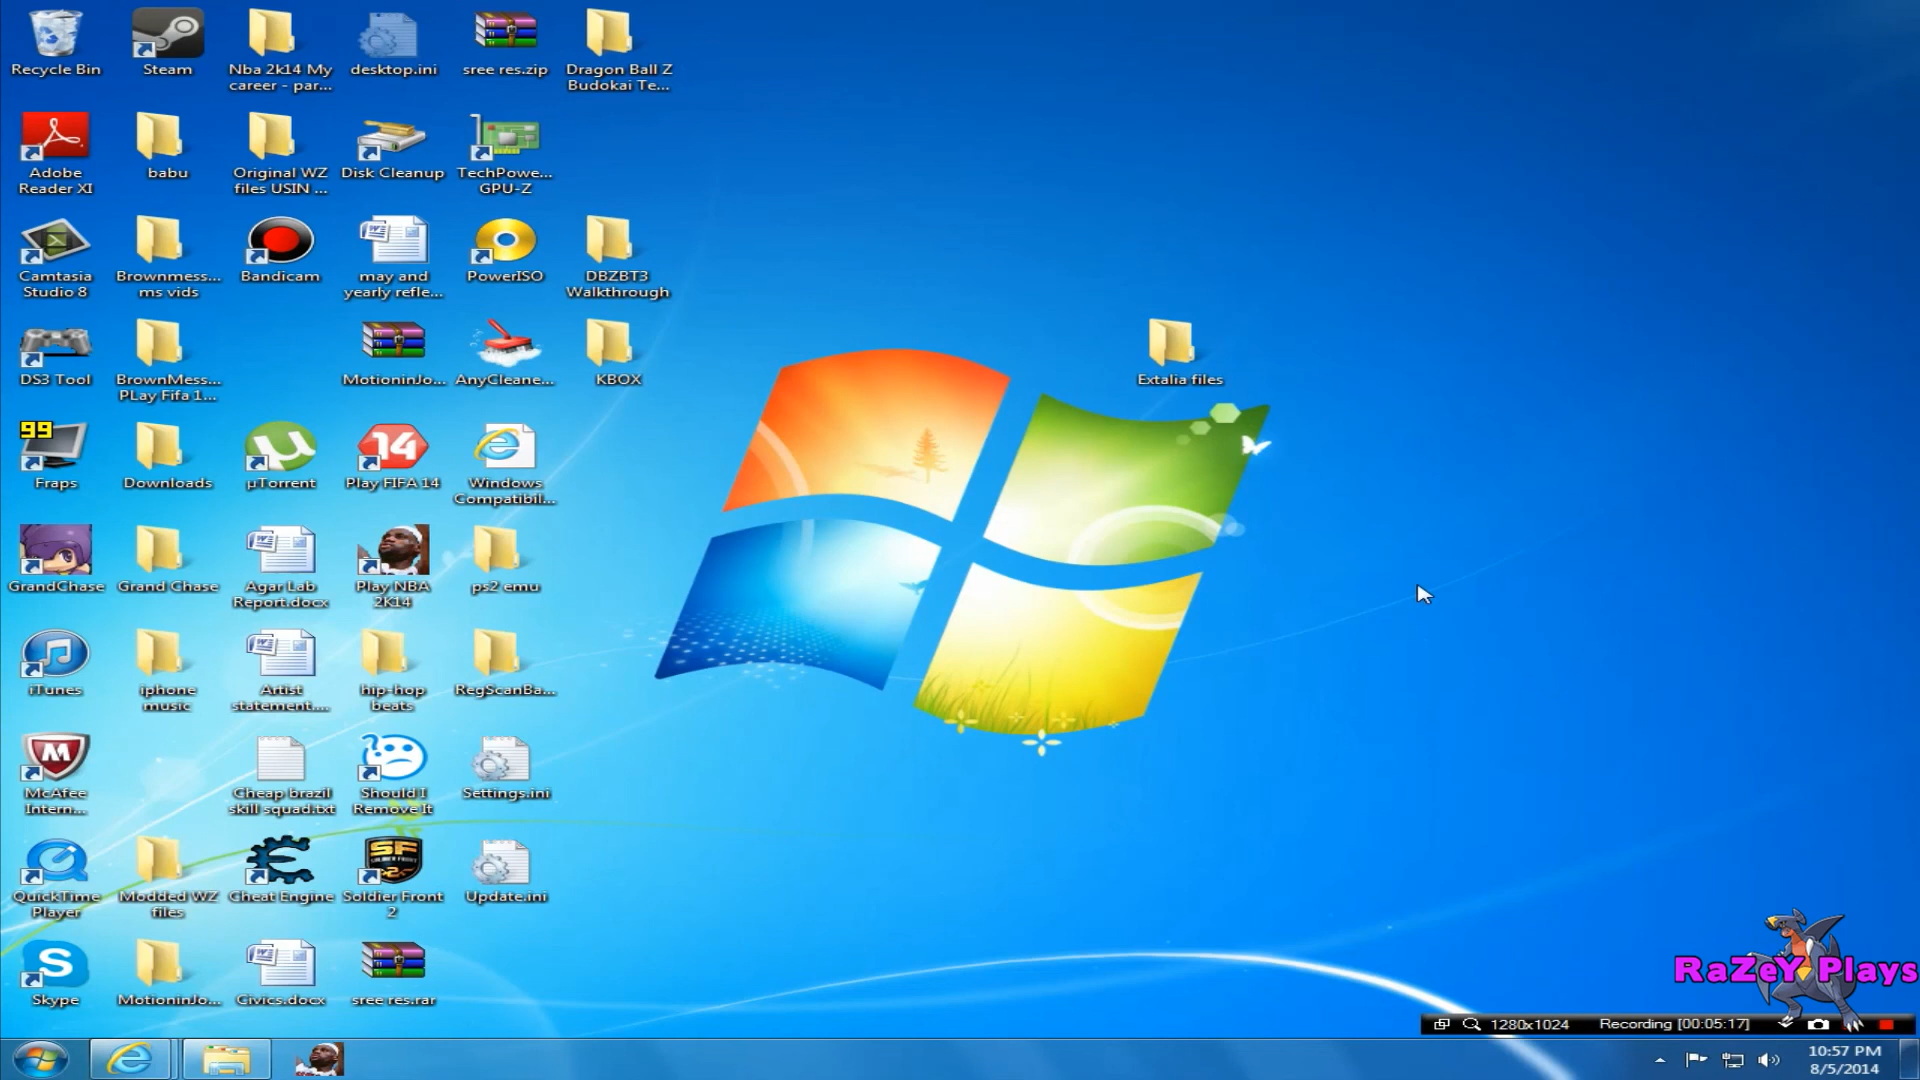 Recycle Bin
Steam
Nba 2k14 My
career - par...
desktop.ini
sree res.zip
Dragon Ball Z
Budokai Te...
Adobe
Reader XI
babu
Original WZ
files USIN ...
Disk Cleanup
TechPowe...
GPU-Z
Camtasia
Studio 8
Brownmess...
ms vids
Bandicam
may and
yearly refle...
PowerISO
DBZBT3
Walkthrough
DS3 Tool
BrownMess...
PLay Fifa 1...
MotioninJo...
AnyCleane...
KBOX
Extalia files
99
Fraps
Downloads
µTorrent
14
Play FIFA 14
Windows
Compatibil...
GrandChase
Grand Chase
Agar Lab
Report.docx
Play NBA
2K14
ps2 emu
iTunes
iphone
music
Artist
statement....
hip-hop
beats
RegScanBa...
McAfee
Intern...
Cheap brazil
skill squad.txt
Should I
Remove It
Settings.ini
QuickTime
Player
Modded WZ
files
Cheat Engine
SF
SOLDIER FRONT
2
Soldier Front
2
Update.ini
Skype
MotioninJo...
Civics.docx
sree res.rar
RaZeY Plays
1280x1024
Recording [00:05:17]
10:57 PM
8/5/2014